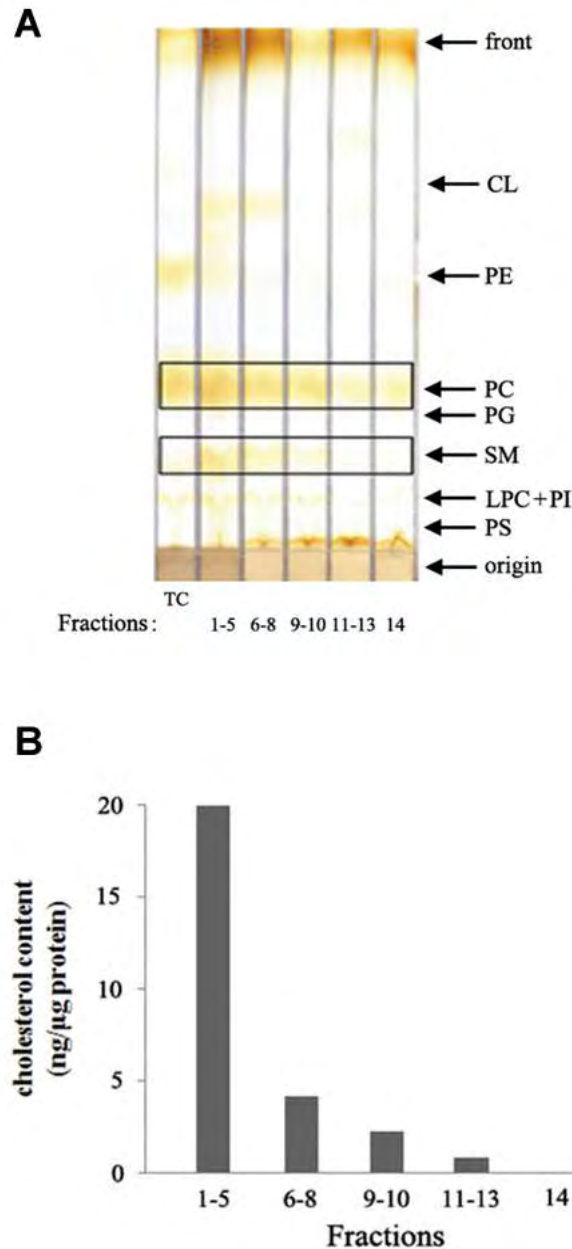 A
front
CL
PE
PC
PG
SM
LPC+PI
PS
origin
TC
Fractions : 1-5 6-8 9-10 11-13 14
B
cholesterol content
(ng/µg protein)
20
15
10
5
0
1-5 6-8 9-10 11-13 14
Fractions